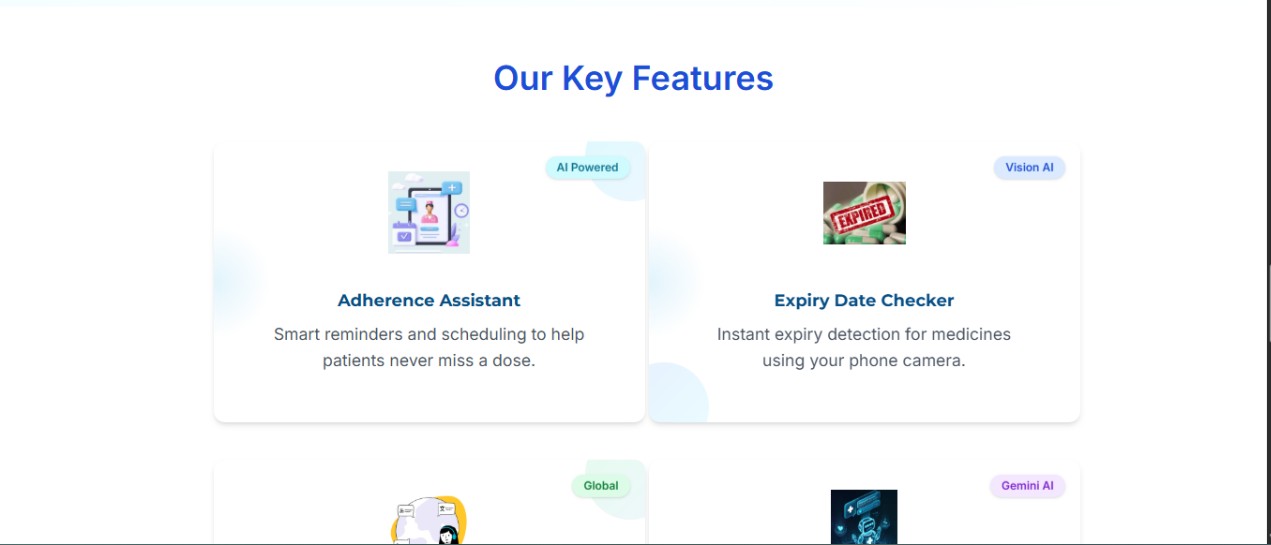 Our Key Features
AI Powered
Adherence Assistant
Smart reminders and scheduling to help
patients never miss a dose.
Vision AI
EXPIRED
Expiry Date Checker
Instant expiry detection for medicines
using your phone camera.
Global
Gemini AI